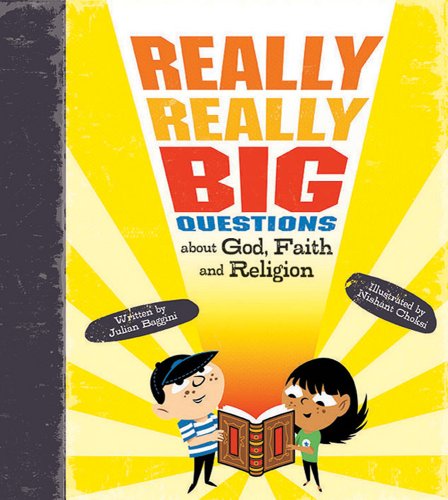 REALLY
REALLY
BIG
QUESTIONS
about God, Faith
and Religion
Written by
Julian Baggini
Illustrated by
Nishant Choksi